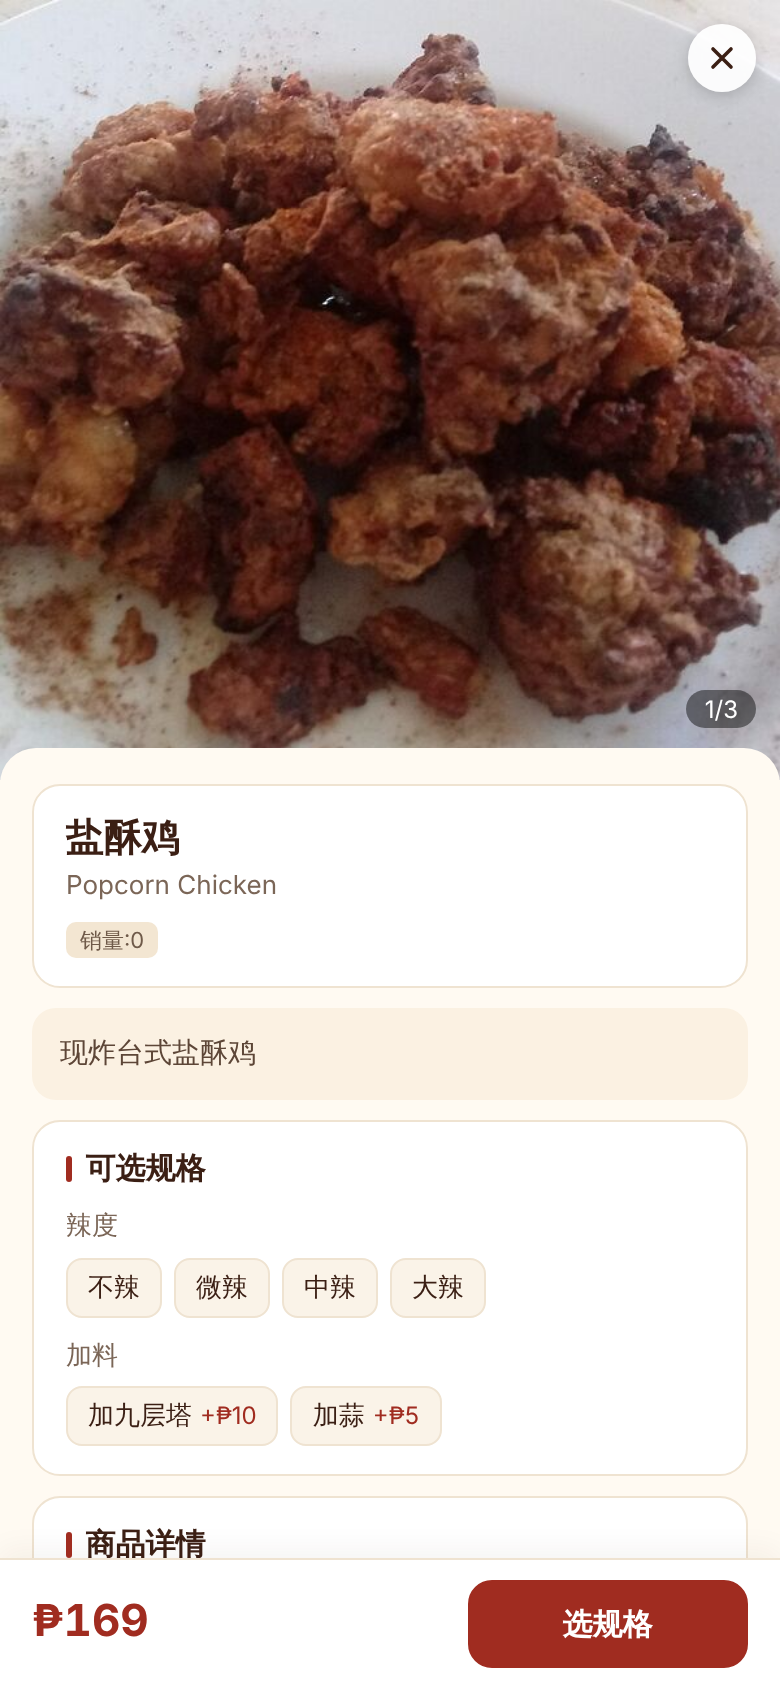 1/3
盐酥鸡
Popcorn Chicken
销量:0
现炸台式盐酥鸡
可选规格
辣度
不辣 微辣 中辣 大辣
加料
加九层塔 +₱10 加蒜 +₱5
商品详情
₱169 选规格